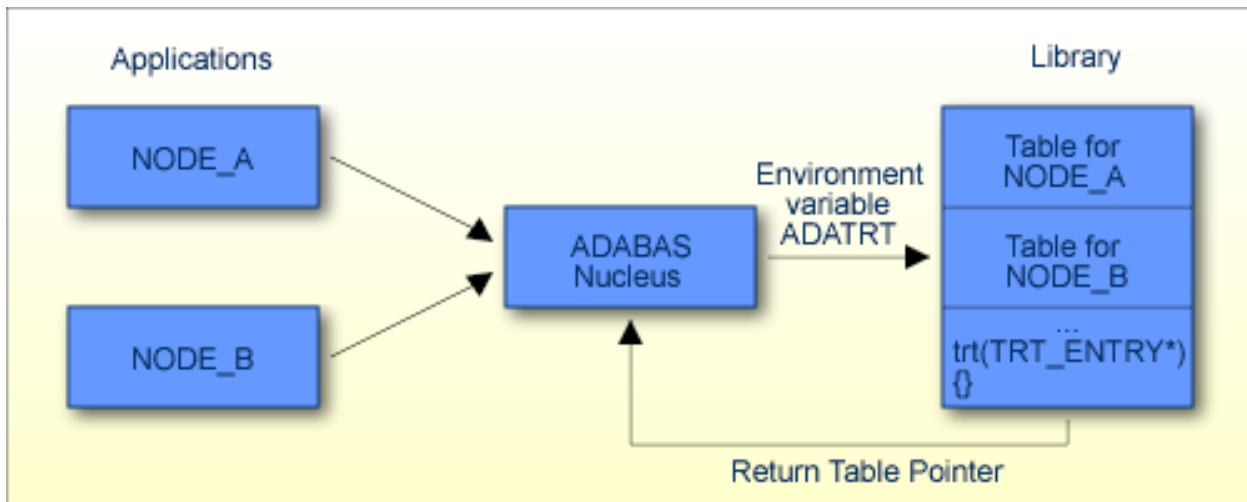 Applications
Library
NODE_A
Table for
NODE_A
Environment
variable
ADATRT
ADABAS
Nucleus
Table for
NODE_B
NODE_B
...
trt(TRT_ENTRY*)
{}
Return Table Pointer